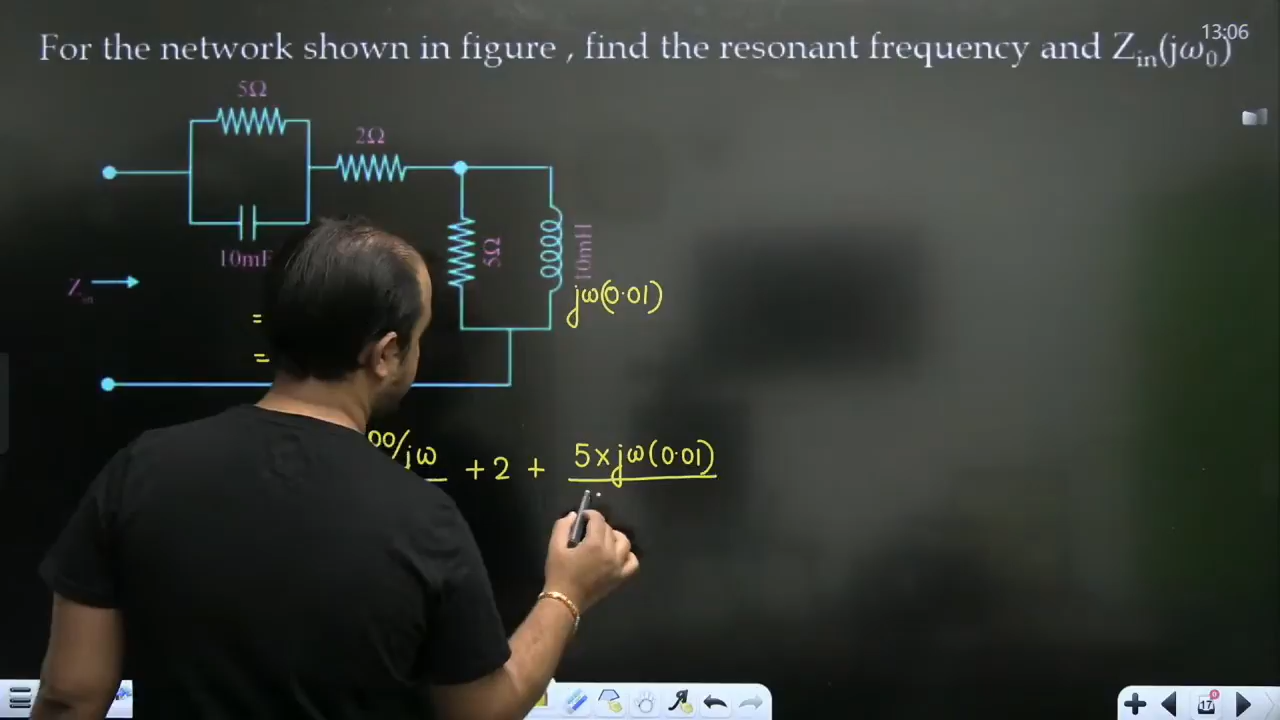 For the network shown in figure , find the resonant frequency and Zin(jω0)
13:06
5Ω
2Ω
10mF
5Ω
10mH
Zin
jω(0.01)
=
=
00/jω + 2 + 5×jω(0.01)
17